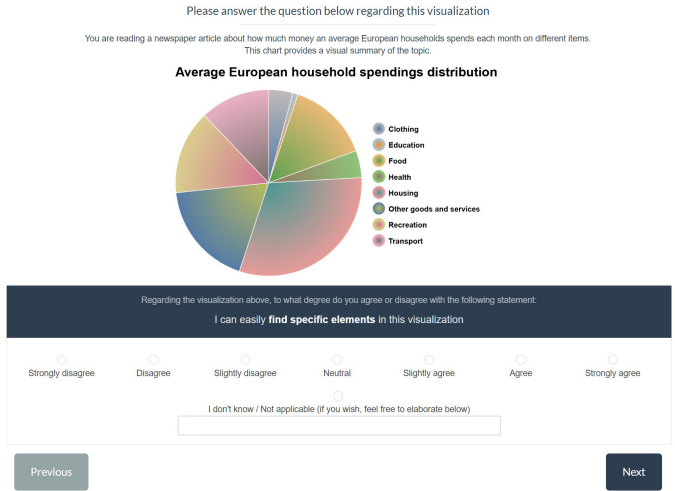 Please answer the question below regarding this visualization
You are reading a newspaper article about how much money an average European households spends each month on different items.
This chart provides a visual summary of the topic.
Average European household spendings distribution
Clothing
Education
Food
Health
Housing
Other goods and services
Recreation
Transport
Regarding the visualization above, to what degree do you agree or disagree with the following statement:
I can easily find specific elements in this visualization
Strongly disagree Disagree Slightly disagree Neutral Slightly agree Agree Strongly agree
I don't know / Not applicable (if you wish, feel free to elaborate below)
Previous Next